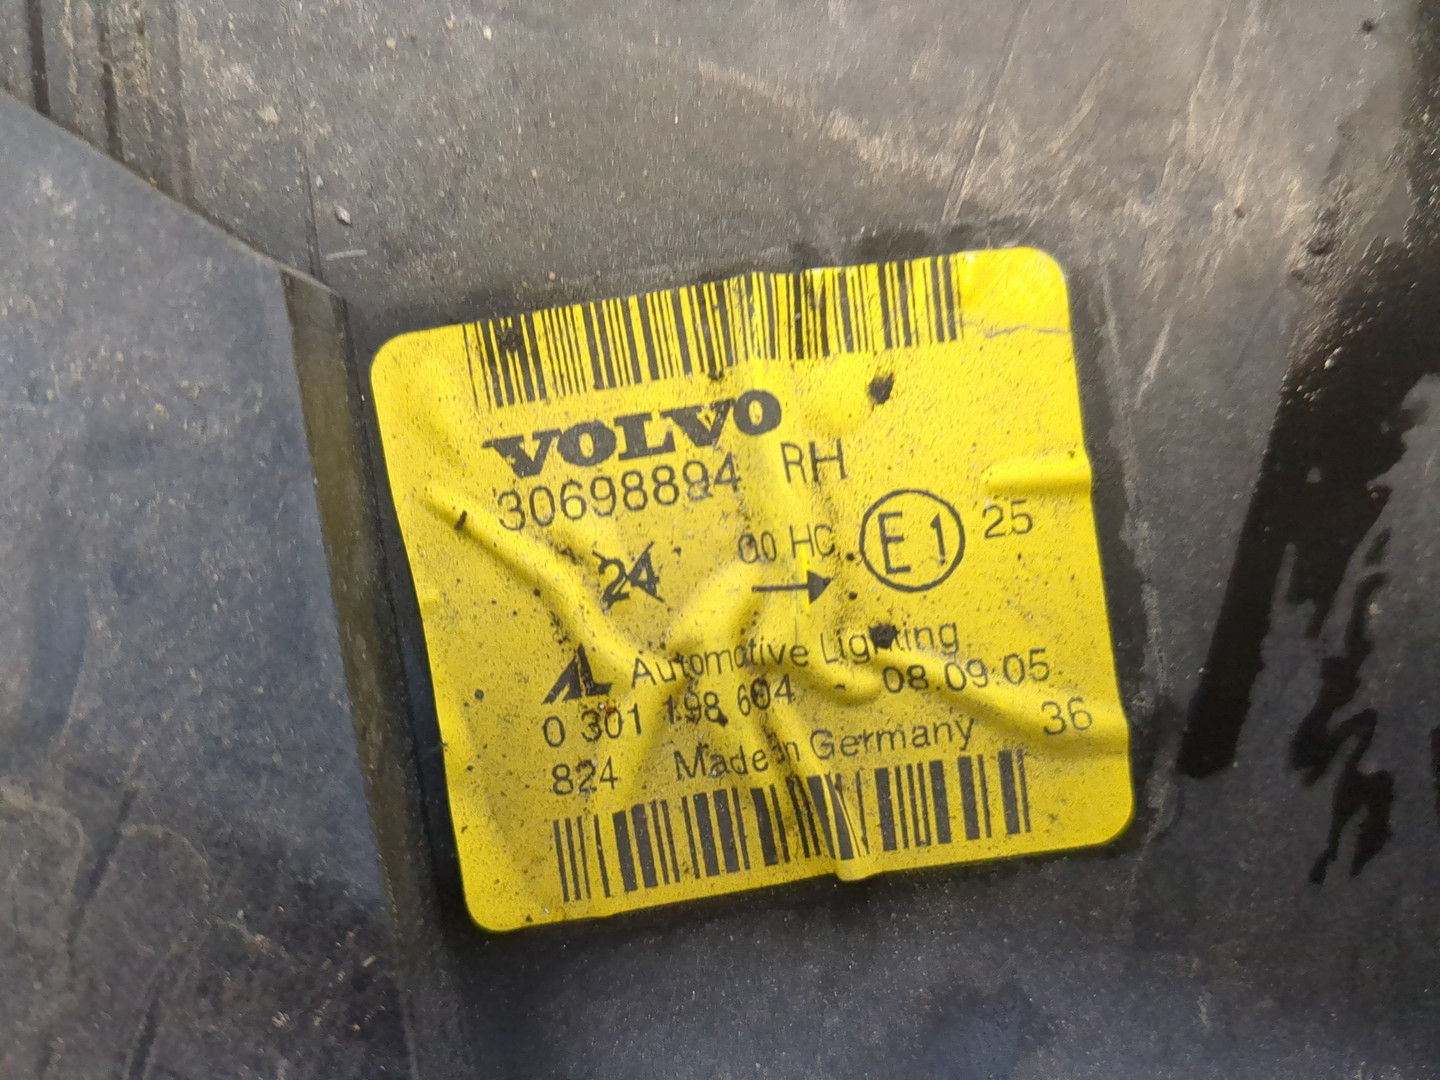 VOLVO
30698894 RH
24 00 HC E1 25
AL Automotive Lighting
0 301 198 604 - 08.09.05
824 Made in Germany 36